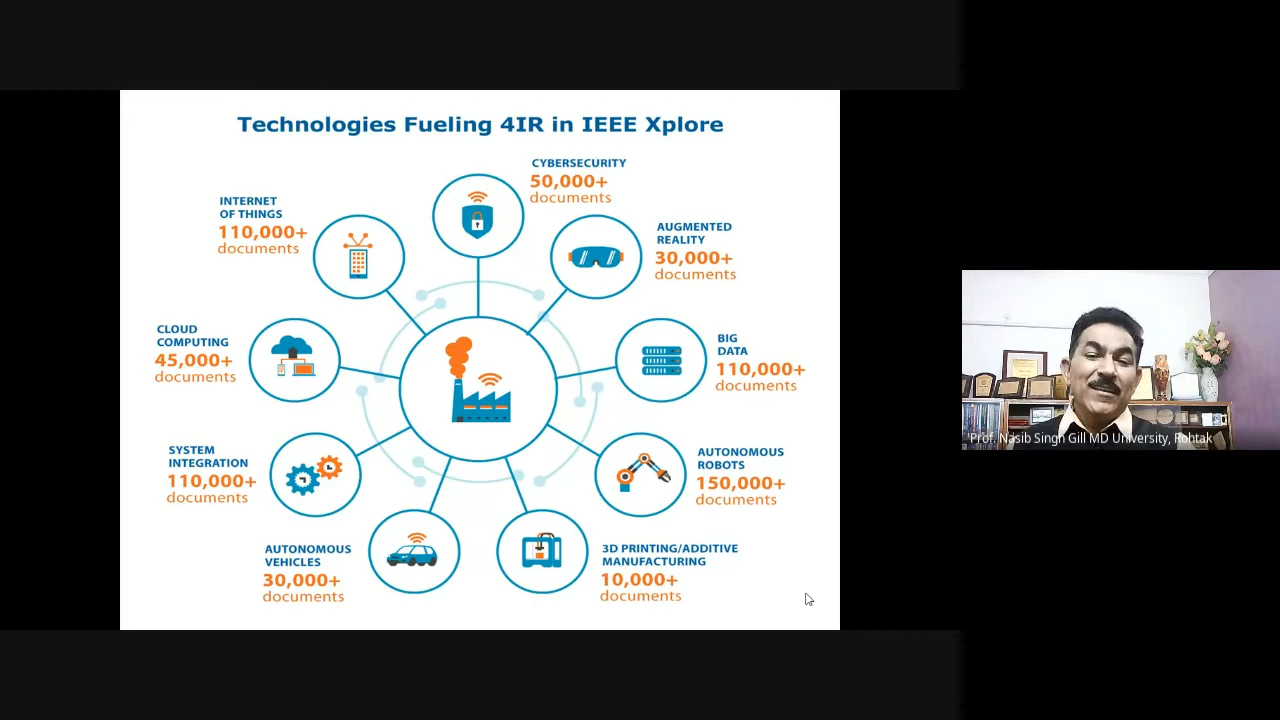 Technologies Fueling 4IR in IEEE Xplore
CYBERSECURITY
50,000+
documents
INTERNET
OF THINGS
110,000+
documents
AUGMENTED
REALITY
30,000+
documents
CLOUD
COMPUTING
45,000+
documents
BIG
DATA
110,000+
documents
SYSTEM
INTEGRATION
110,000+
documents
AUTONOMOUS
ROBOTS
150,000+
documents
AUTONOMOUS
VEHICLES
30,000+
documents
3D PRINTING/ADDITIVE
MANUFACTURING
10,000+
documents
'Prof. Nasib Singh Gill MD University, Rohtak